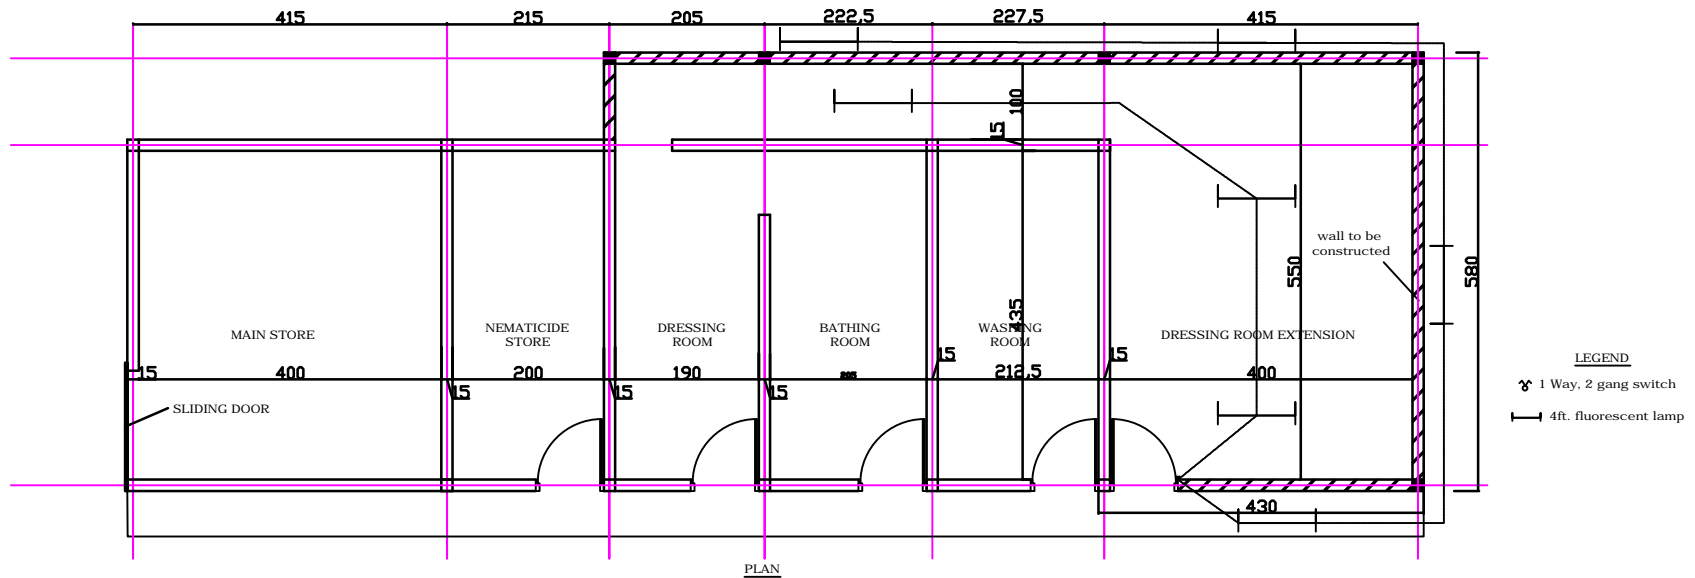 415 215 205 222,5 227,5 415
100
15
wall to be
constructed
550
580
435
MAIN STORE
NEMATICIDE
STORE
DRESSING
ROOM
BATHING
ROOM
WASHING
ROOM
DRESSING ROOM EXTENSION
15 400 200 190 205 15 212,5 15 400
15 15 15
SLIDING DOOR
430
PLAN
LEGEND
1 Way, 2 gang switch
4ft. fluorescent lamp